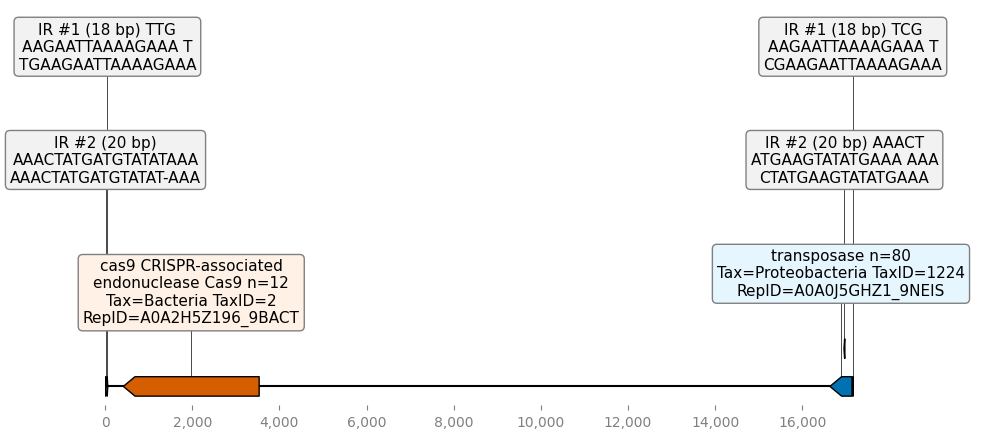 IR #1 (18 bp) TTG
AAGAATTAAAAGAAA T
TGAAGAATTAAAAGAAA
IR #1 (18 bp) TCG
AAGAATTAAAAGAAA T
CGAAGAATTAAAAGAAA
IR #2 (20 bp)
AAACTATGATGTATATAAA
AAACTATGATGTATAT-AAA
IR #2 (20 bp) AAACT
ATGAAGTATATGAAA AAA
CTATGAAGTATATGAAA
transposase n=80
Tax=Proteobacteria TaxID=1224
RepID=A0A0J5GHZ1_9NEIS
cas9 CRISPR-associated
endonuclease Cas9 n=12
Tax=Bacteria TaxID=2
RepID=A0A2H5Z196_9BACT
0 2,000 4,000 6,000 8,000 10,000 12,000 14,000 16,000